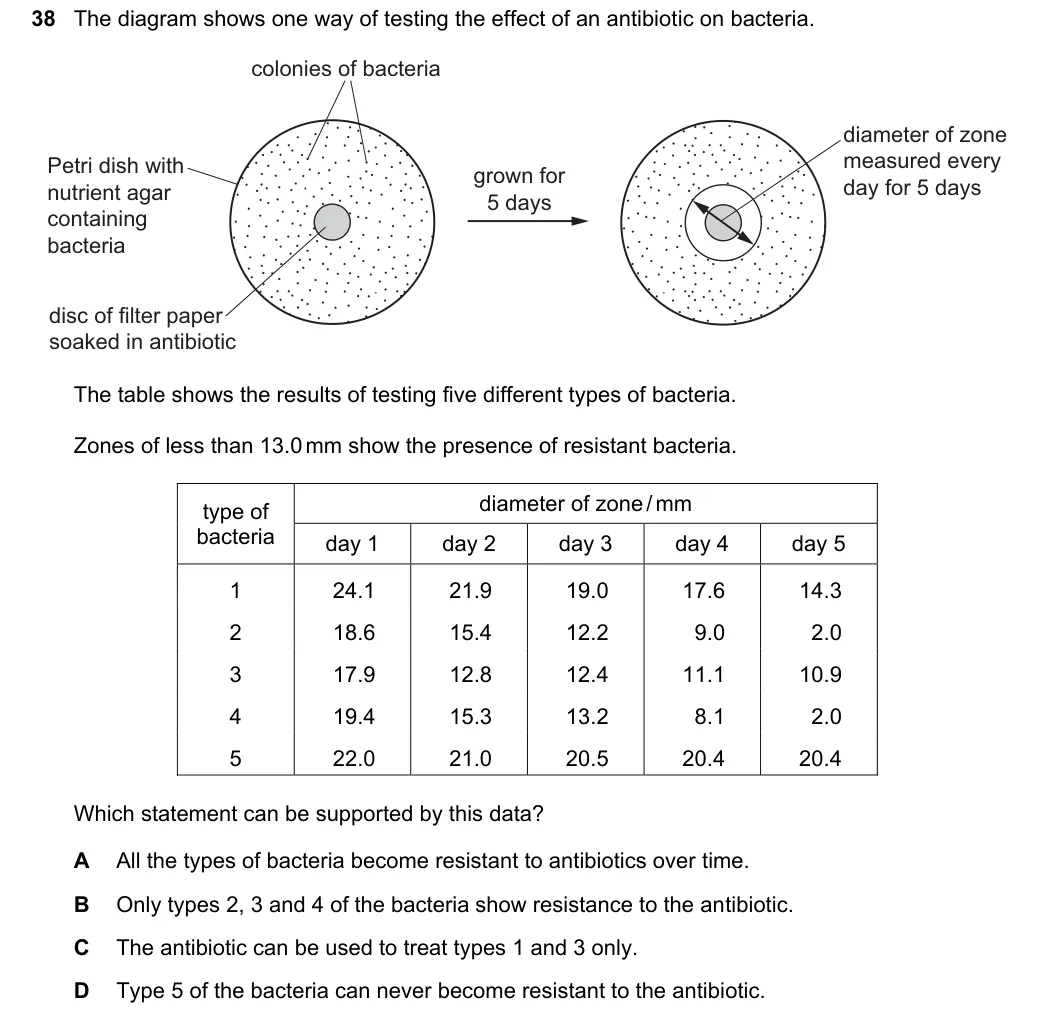 38 The diagram shows one way of testing the effect of an antibiotic on bacteria.
colonies of bacteria
Petri dish with
nutrient agar
containing
bacteria
disc of filter paper
soaked in antibiotic
grown for
5 days
diameter of zone
measured every
day for 5 days
The table shows the results of testing five different types of bacteria.
Zones of less than 13.0 mm show the presence of resistant bacteria.
type of
bacteria
diameter of zone / mm
day 1 day 2 day 3 day 4 day 5
1 24.1 21.9 19.0 17.6 14.3
2 18.6 15.4 12.2 9.0 2.0
3 17.9 12.8 12.4 11.1 10.9
4 19.4 15.3 13.2 8.1 2.0
5 22.0 21.0 20.5 20.4 20.4
Which statement can be supported by this data?
A All the types of bacteria become resistant to antibiotics over time.
B Only types 2, 3 and 4 of the bacteria show resistance to the antibiotic.
C The antibiotic can be used to treat types 1 and 3 only.
D Type 5 of the bacteria can never become resistant to the antibiotic.